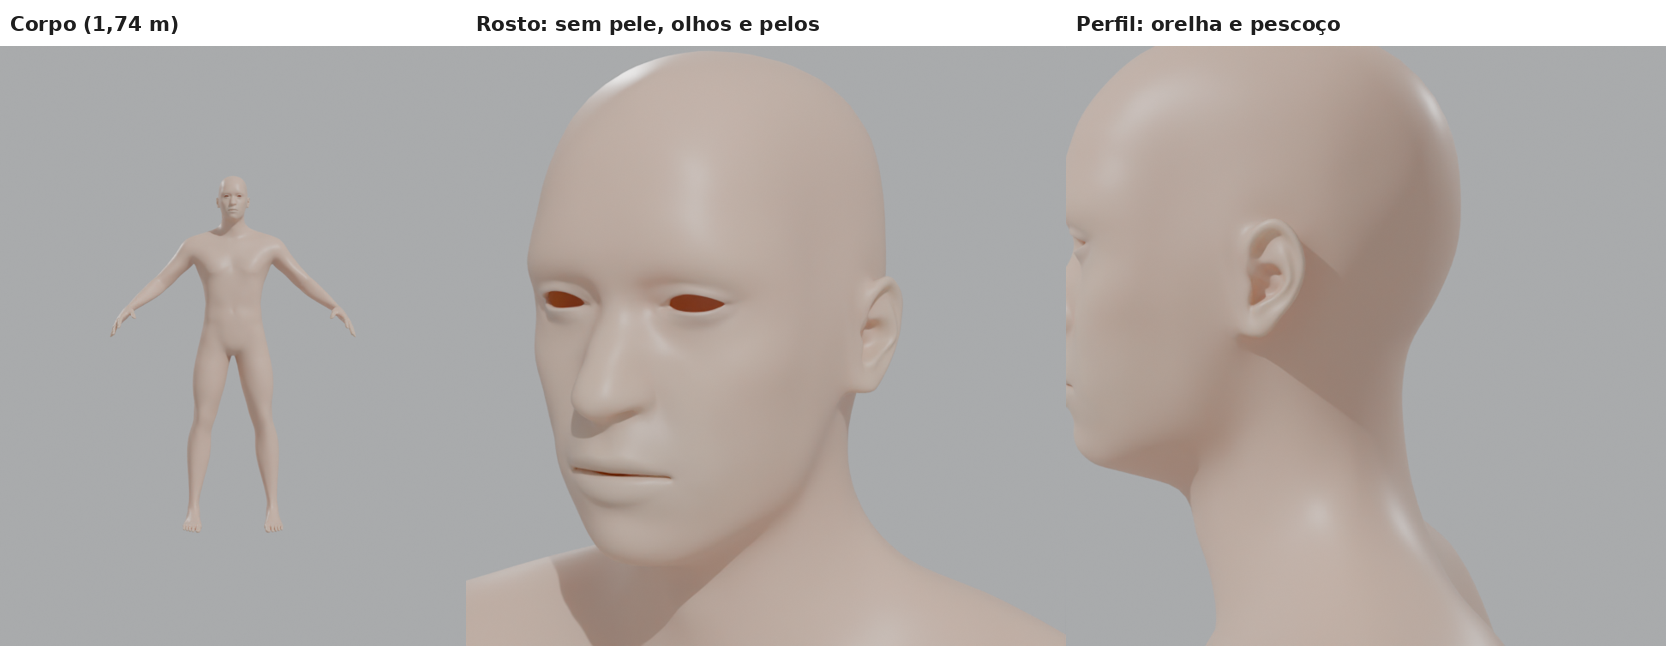 Corpo (1,74 m)
Rosto: sem pele, olhos e pelos
Perfil: orelha e pescoço